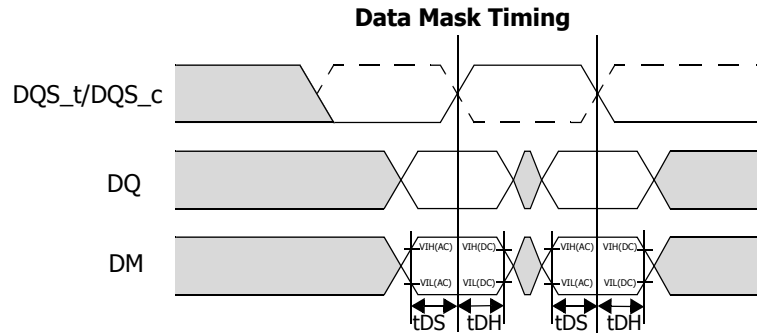 Data Mask Timing
DQS_t/DQS_c
DQ
DM
VIH(AC) VIH(DC) VIH(AC) VIH(DC)
VIL(AC) VIL(DC) VIL(AC) VIL(DC)
tDS tDH tDS tDH